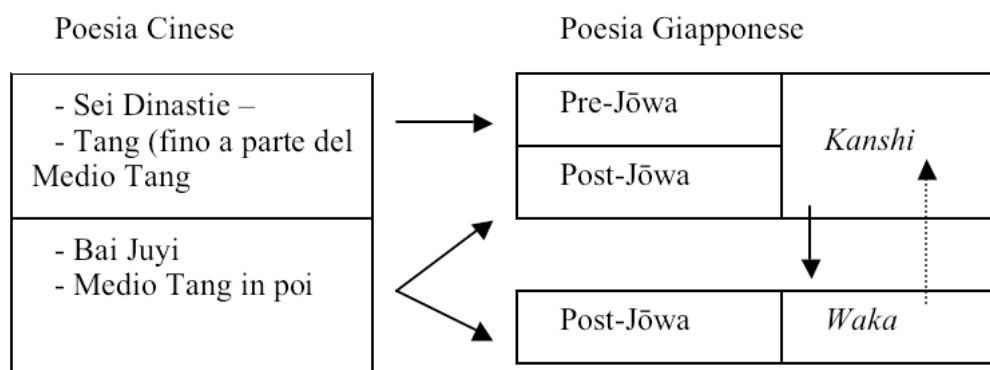 Poesia Cinese
Poesia Giapponese
- Sei Dinastie –
- Tang (fino a parte del
Medio Tang
- Bai Juyi
- Medio Tang in poi
Pre-Jōwa
Post-Jōwa
Kanshi
Post-Jōwa
Waka